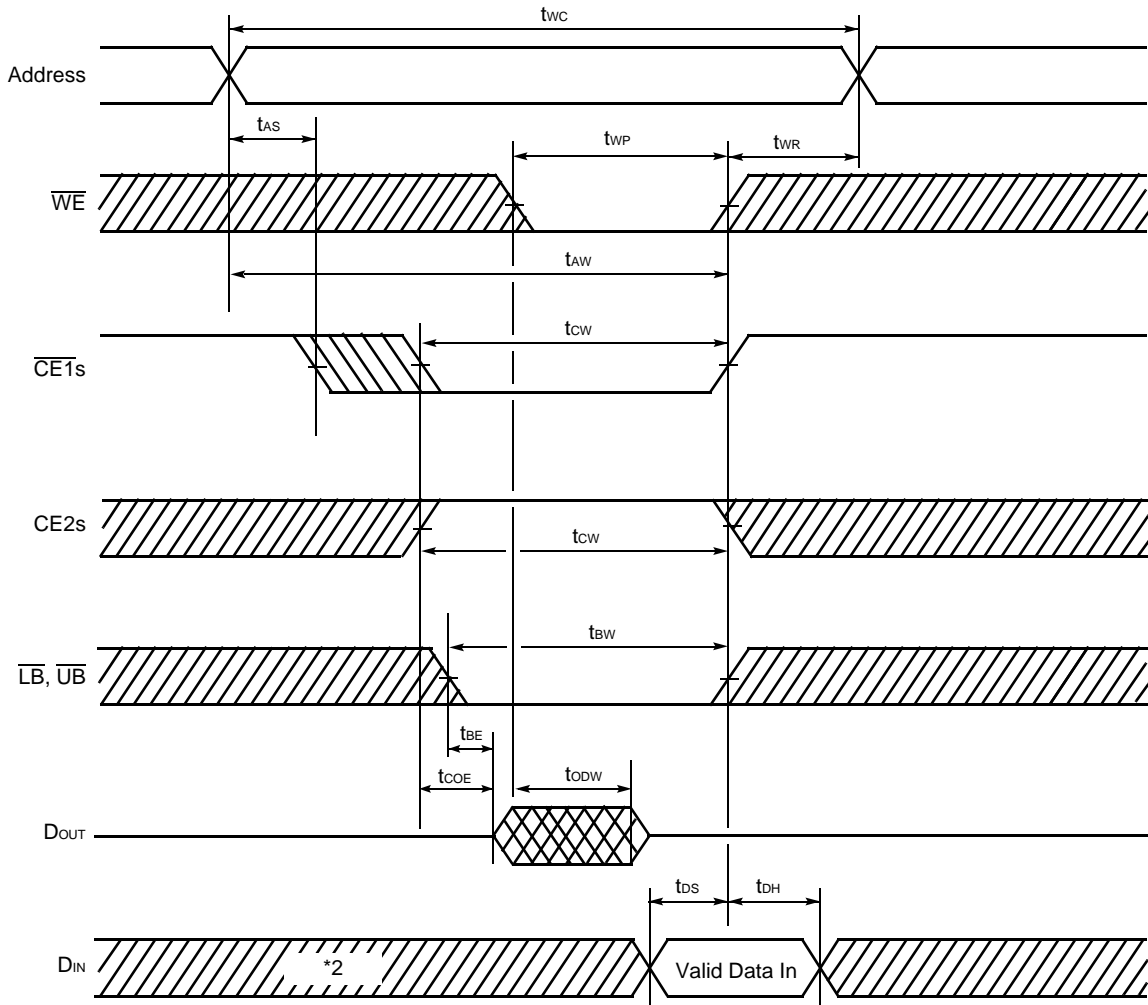 tWC
Address
tAS
tWP
tWR
WE
tAW
tCW
CE1s
CE2s
tCW
tBW
LB, UB
tBE
tCOE
tODW
DOUT
tDS
tDH
DIN
*2
Valid Data In